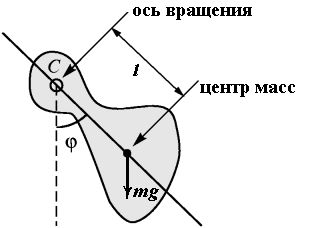 ось вращения
C
l
центр масс
φ
mg